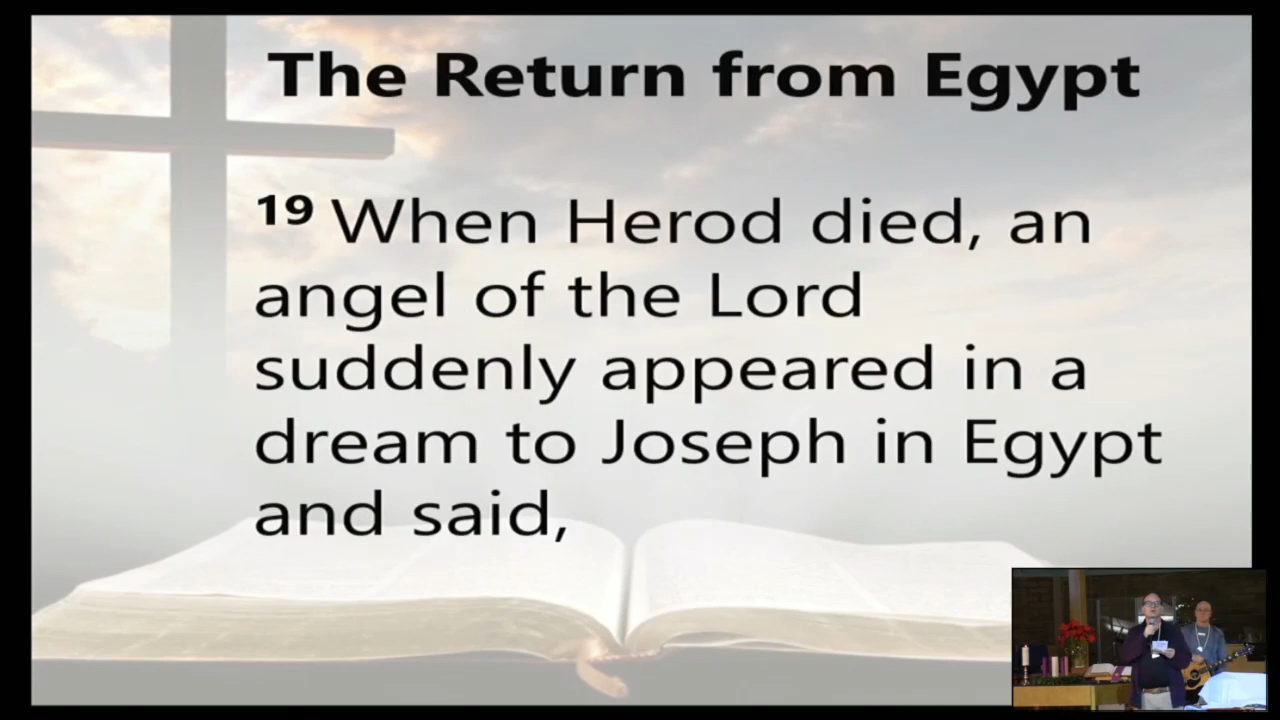 The Return from Egypt
19 When Herod died, an
angel of the Lord
suddenly appeared in a
dream to Joseph in Egypt
and said,